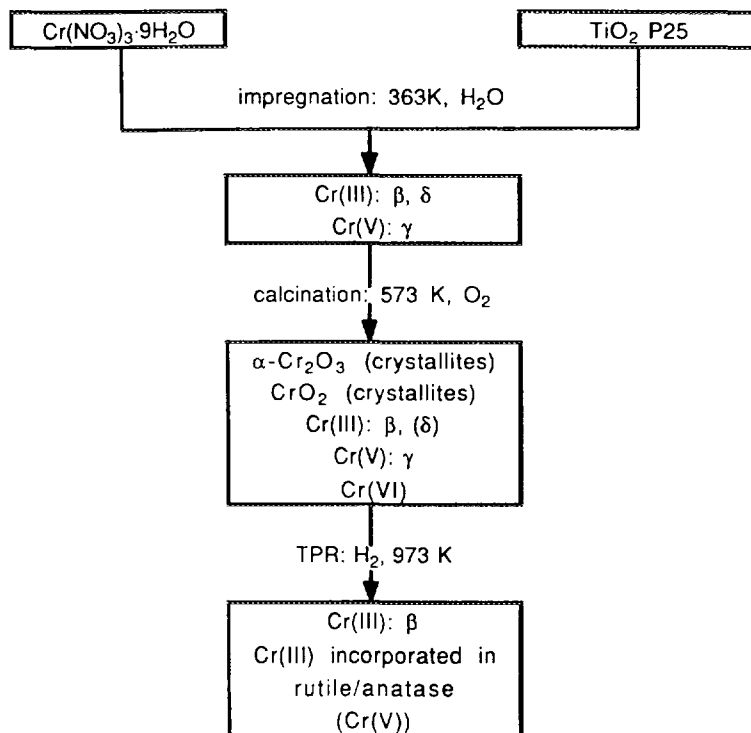 Cr(NO₃)₃·9H₂O
TiO₂ P25
impregnation: 363K, H₂O
Cr(III): β, δ
Cr(V): γ
calcination: 573 K, O₂
α-Cr₂O₃ (crystallites)
CrO₂ (crystallites)
Cr(III): β, (δ)
Cr(V): γ
Cr(VI)
TPR: H₂, 973 K
Cr(III): β
Cr(III) incorporated in
rutile/anatase
(Cr(V))